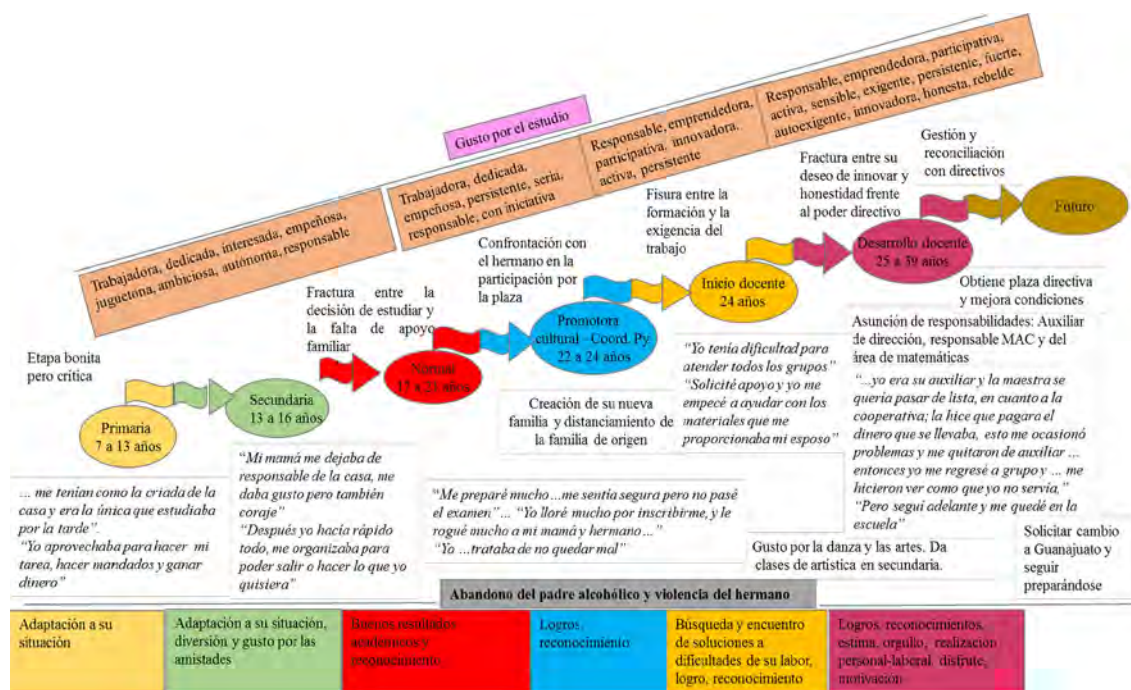 Gusto por el estudio
Trabajadora, dedicada, interesada, empeñosa,
juguetona, ambiciosa, autónoma, responsable
Trabajadora, dedicada,
empeñosa, persistente, seria,
responsable, con iniciativa
Responsable, emprendedora,
participativa, innovadora,
activa, persistente
Responsable, emprendedora, participativa,
activa, sensible, exigente, persistente, fuerte,
autoexigente, innovadora, honesta, rebelde
Etapa bonita
pero crítica
Fractura entre la
decisión de estudiar y
la falta de apoyo
familiar
Confrontación con
el hermano en la
participación por
la plaza
Fisura entre la
formación y la
exigencia del
trabajo
Fractura entre su
deseo de innovar y
honestidad frente
al poder directivo
Gestión y
reconciliación
con directivos
Primaria
7 a 13 años
Secundaria
13 a 16 años
Normal
17 a 21 años
Promotora
cultural –Coord. Py
22 a 24 años
Inicio docente
24 años
Desarrollo docente
25 a 39 años
Futuro
… me tenían como la criada de la
casa y era la única que estudiaba
por la tarde”.
“Yo aprovechaba para hacer mi
tarea, hacer mandados y ganar
dinero”
“Mi mamá me dejaba de
responsable de la casa, me
daba gusto pero también
coraje”
“Después yo hacía rápido
todo, me organizaba para
poder salir o hacer lo que yo
quisiera”
Creación de su nueva
familia y distanciamiento de
la familia de origen
“Me preparé mucho …me sentía segura pero no pasé
el examen”… “Yo lloré mucho por inscribirme, y le
rogué mucho a mi mamá y hermano…”
“Yo …trataba de no quedar mal”
“Yo tenía dificultad para
atender todos los grupos”
“Solicité apoyo y yo me
empecé a ayudar con los
materiales que me
proporcionaba mi esposo”
Obtiene plaza directiva
y mejora condiciones
Asunción de responsabilidades: Auxiliar
de dirección, responsable MAC y del
área de matemáticas
“…yo era su auxiliar y la maestra se
quería pasar de lista, en cuanto a la
cooperativa; la hice que pagara el
dinero que se llevaba, esto me ocasionó
problemas y me quitaron de auxiliar …
entonces yo me regresé a grupo y … me
hicieron ver como que yo no servía,”
“Pero seguí adelante y me quedé en la
escuela”
Gusto por la danza y las artes. Da
clases de artística en secundaria.
Solicitar cambio
a Guanajuato y
seguir
preparándose
Abandono del padre alcohólico y violencia del hermano
Adaptación a su
situación
Adaptación a su situación,
diversión y gusto por las
amistades
Buenos resultados
académicos y
reconocimiento
Logros,
reconocimiento
Búsqueda y encuentro
de soluciones a
dificultades de su labor,
logro, reconocimiento
Logros, reconocimientos,
estima, orgullo, realización
personal-laboral, disfrute,
motivación